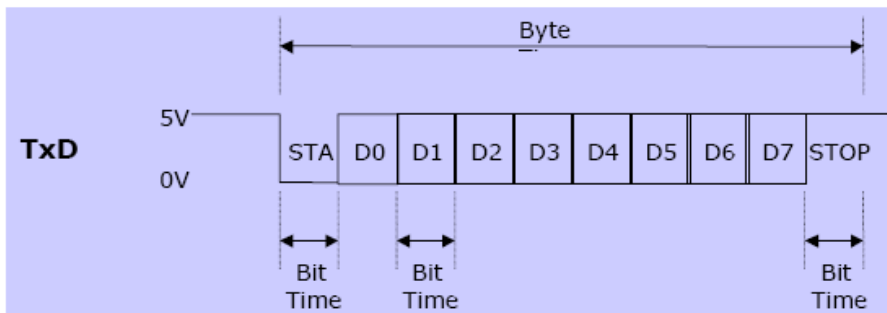 Byte
5V
TxD
STA D0 D1 D2 D3 D4 D5 D6 D7 STOP
0V
Bit Time
Bit Time
Bit Time